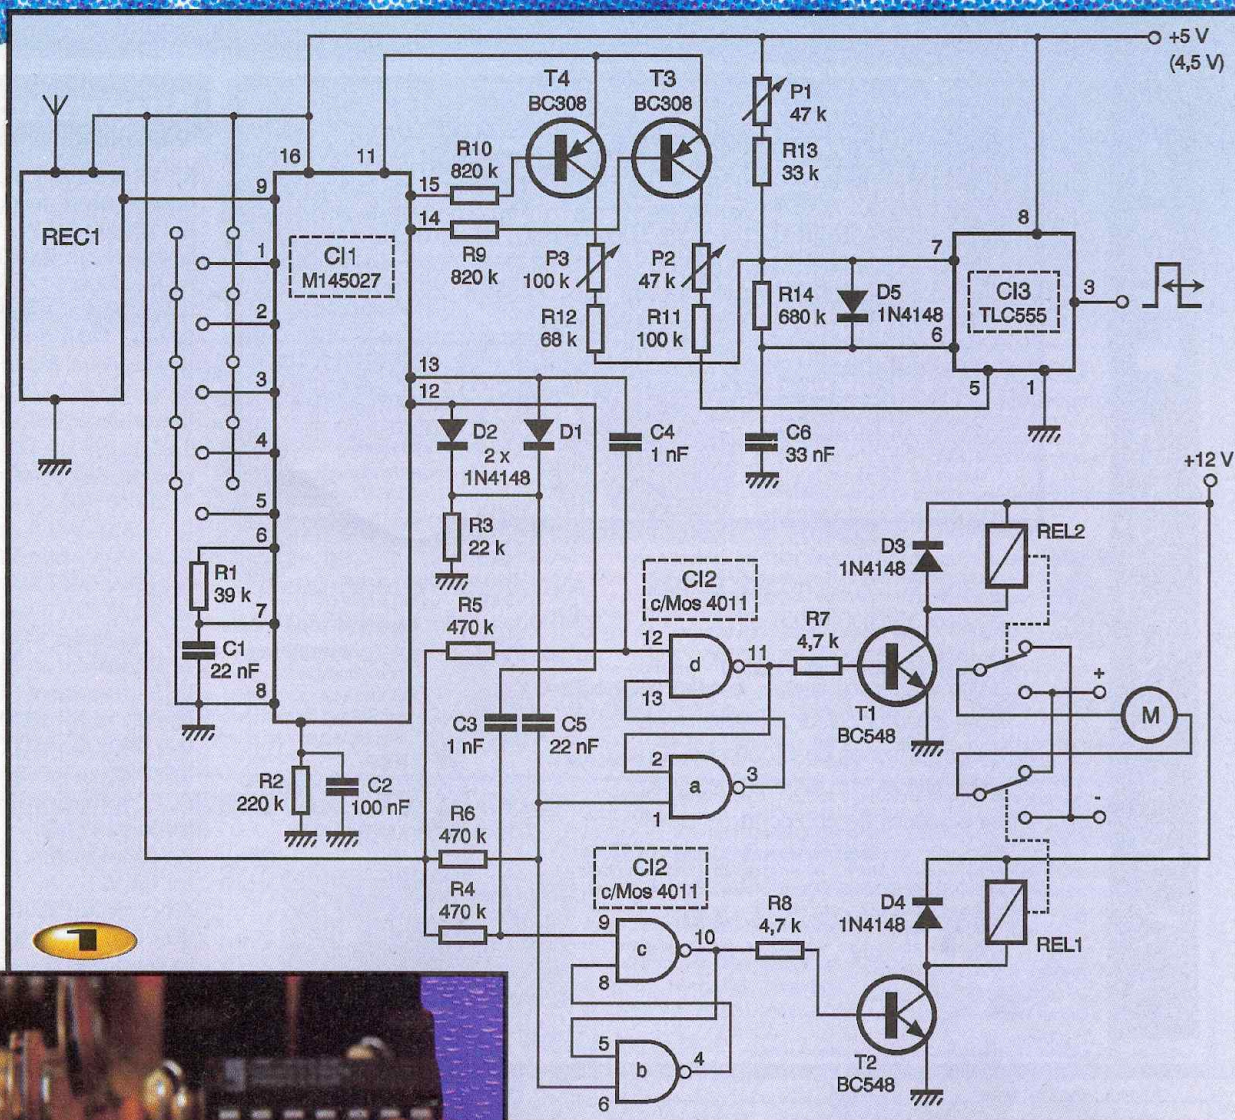 +5 V
(4,5 V)
T4
BC308
T3
BC308
P1
47 k
R13
33 k
16
11
R10
820 k
15
14
R9
820 k
9
REC1
CI1
M145027
1
2
3
4
5
6
7
8
P3
100 k
P2
47 k
R12
68 k
R11
100 k
R14
680 k
D5
1N4148
7
8
CI3
TLC555
3
6
5
1
13
12
D2
2 x
1N4148
D1
C4
1 nF
C6
33 nF
R3
22 k
+12 V
R1
39 k
C1
22 nF
R2
220 k
C2
100 nF
R5
470 k
C3
1 nF
C5
22 nF
R6
470 k
R4
470 k
CI2
c/Mos 4011
12
d
11
13
2
a
3
1
R7
4,7 k
T1
BC548
D3
1N4148
REL2
+
M
-
CI2
c/Mos 4011
9
c
10
8
5
b
4
6
R8
4,7 k
D4
1N4148
REL1
T2
BC548
1